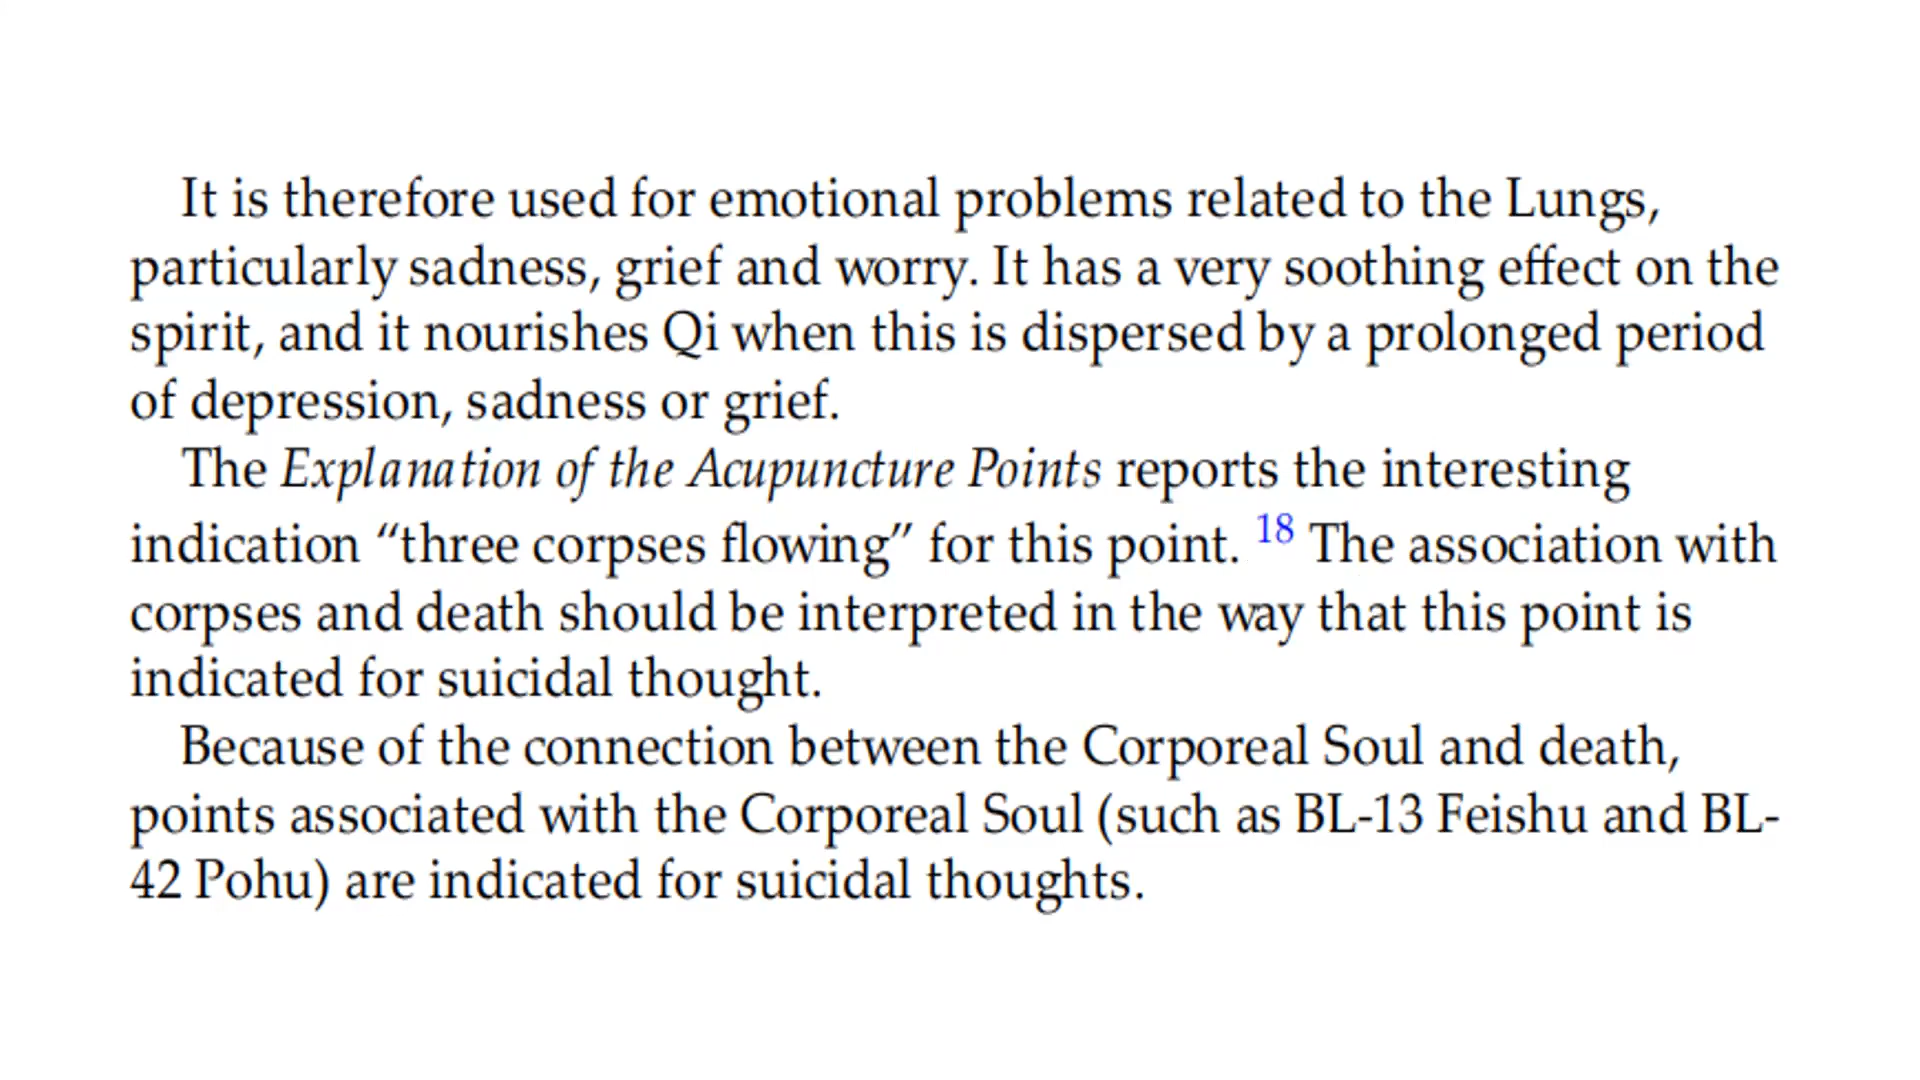 It is therefore used for emotional problems related to the Lungs,
particularly sadness, grief and worry. It has a very soothing effect on the
spirit, and it nourishes Qi when this is dispersed by a prolonged period
of depression, sadness or grief.
The Explanation of the Acupuncture Points reports the interesting
indication “three corpses flowing” for this point. 18 The association with
corpses and death should be interpreted in the way that this point is
indicated for suicidal thought.
Because of the connection between the Corporeal Soul and death,
points associated with the Corporeal Soul (such as BL-13 Feishu and BL-
42 Pohu) are indicated for suicidal thoughts.